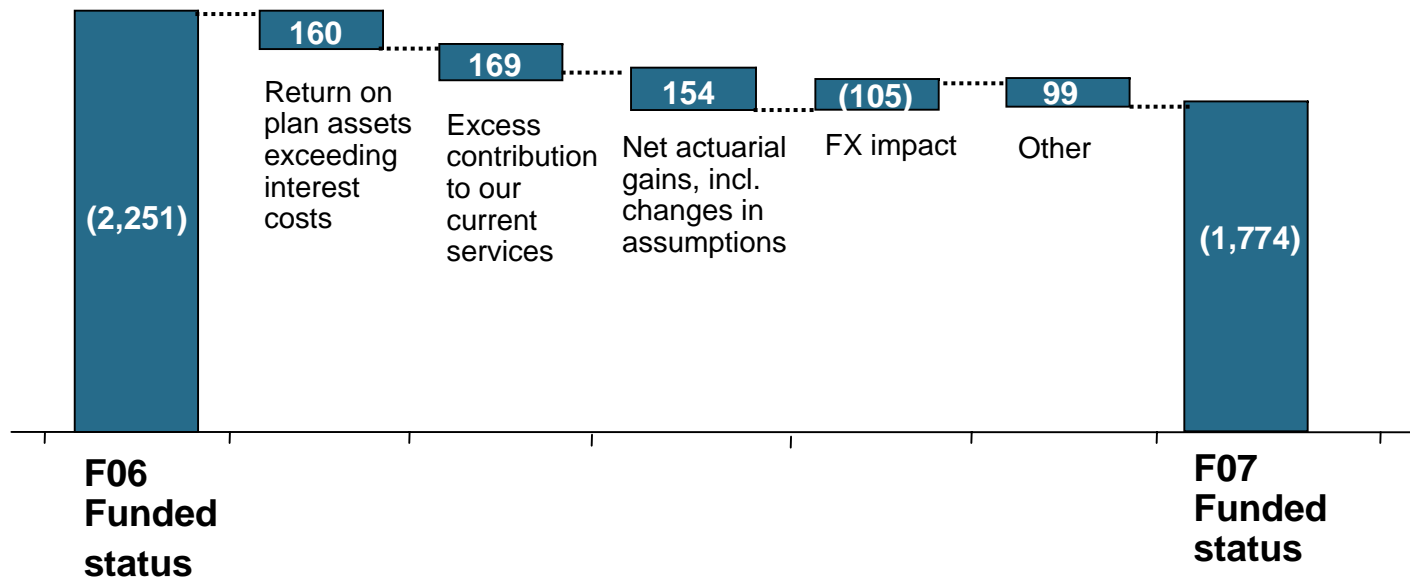 (2,251)
F06
Funded
status
160
Return on
plan assets
exceeding
interest
costs
169
Excess
contribution
to our
current
services
154
Net actuarial
gains, incl.
changes in
assumptions
(105)
FX impact
99
Other
(1,774)
F07
Funded
status